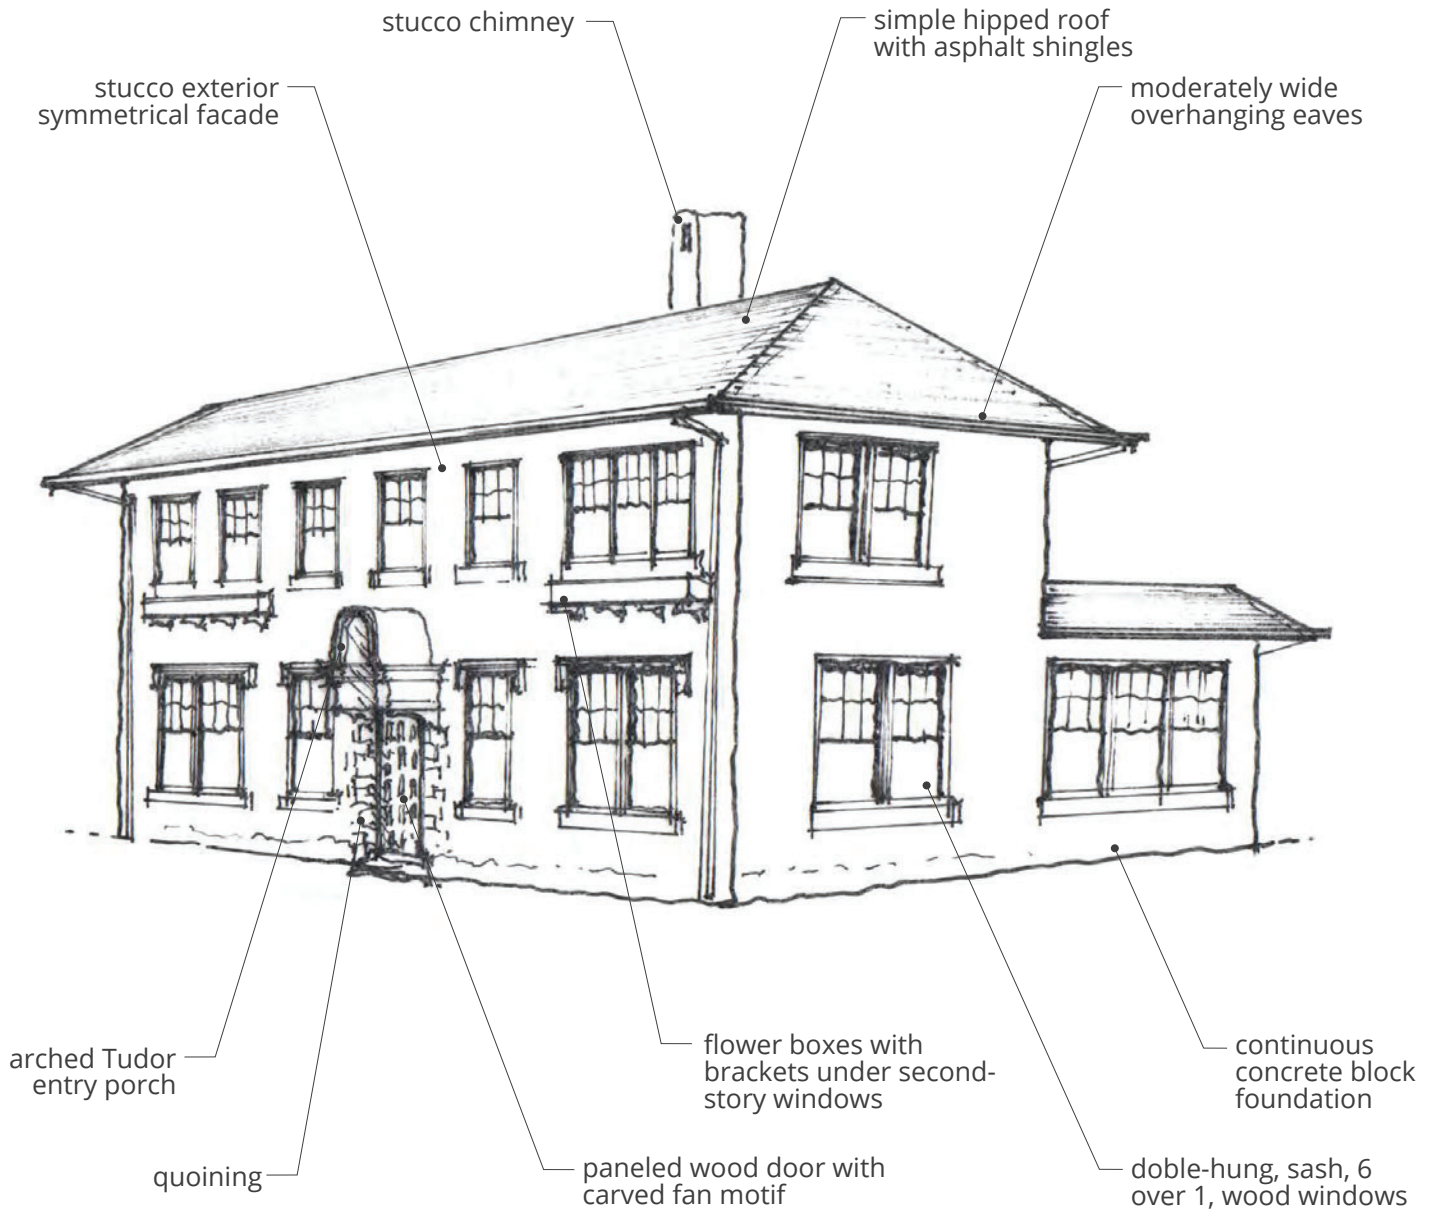 stucco chimney
simple hipped roof
with asphalt shingles
stucco exterior
symmetrical facade
moderately wide
overhanging eaves
arched Tudor
entry porch
flower boxes with
brackets under second-
story windows
continuous
concrete block
foundation
quoining
paneled wood door with
carved fan motif
doble-hung, sash, 6
over 1, wood windows